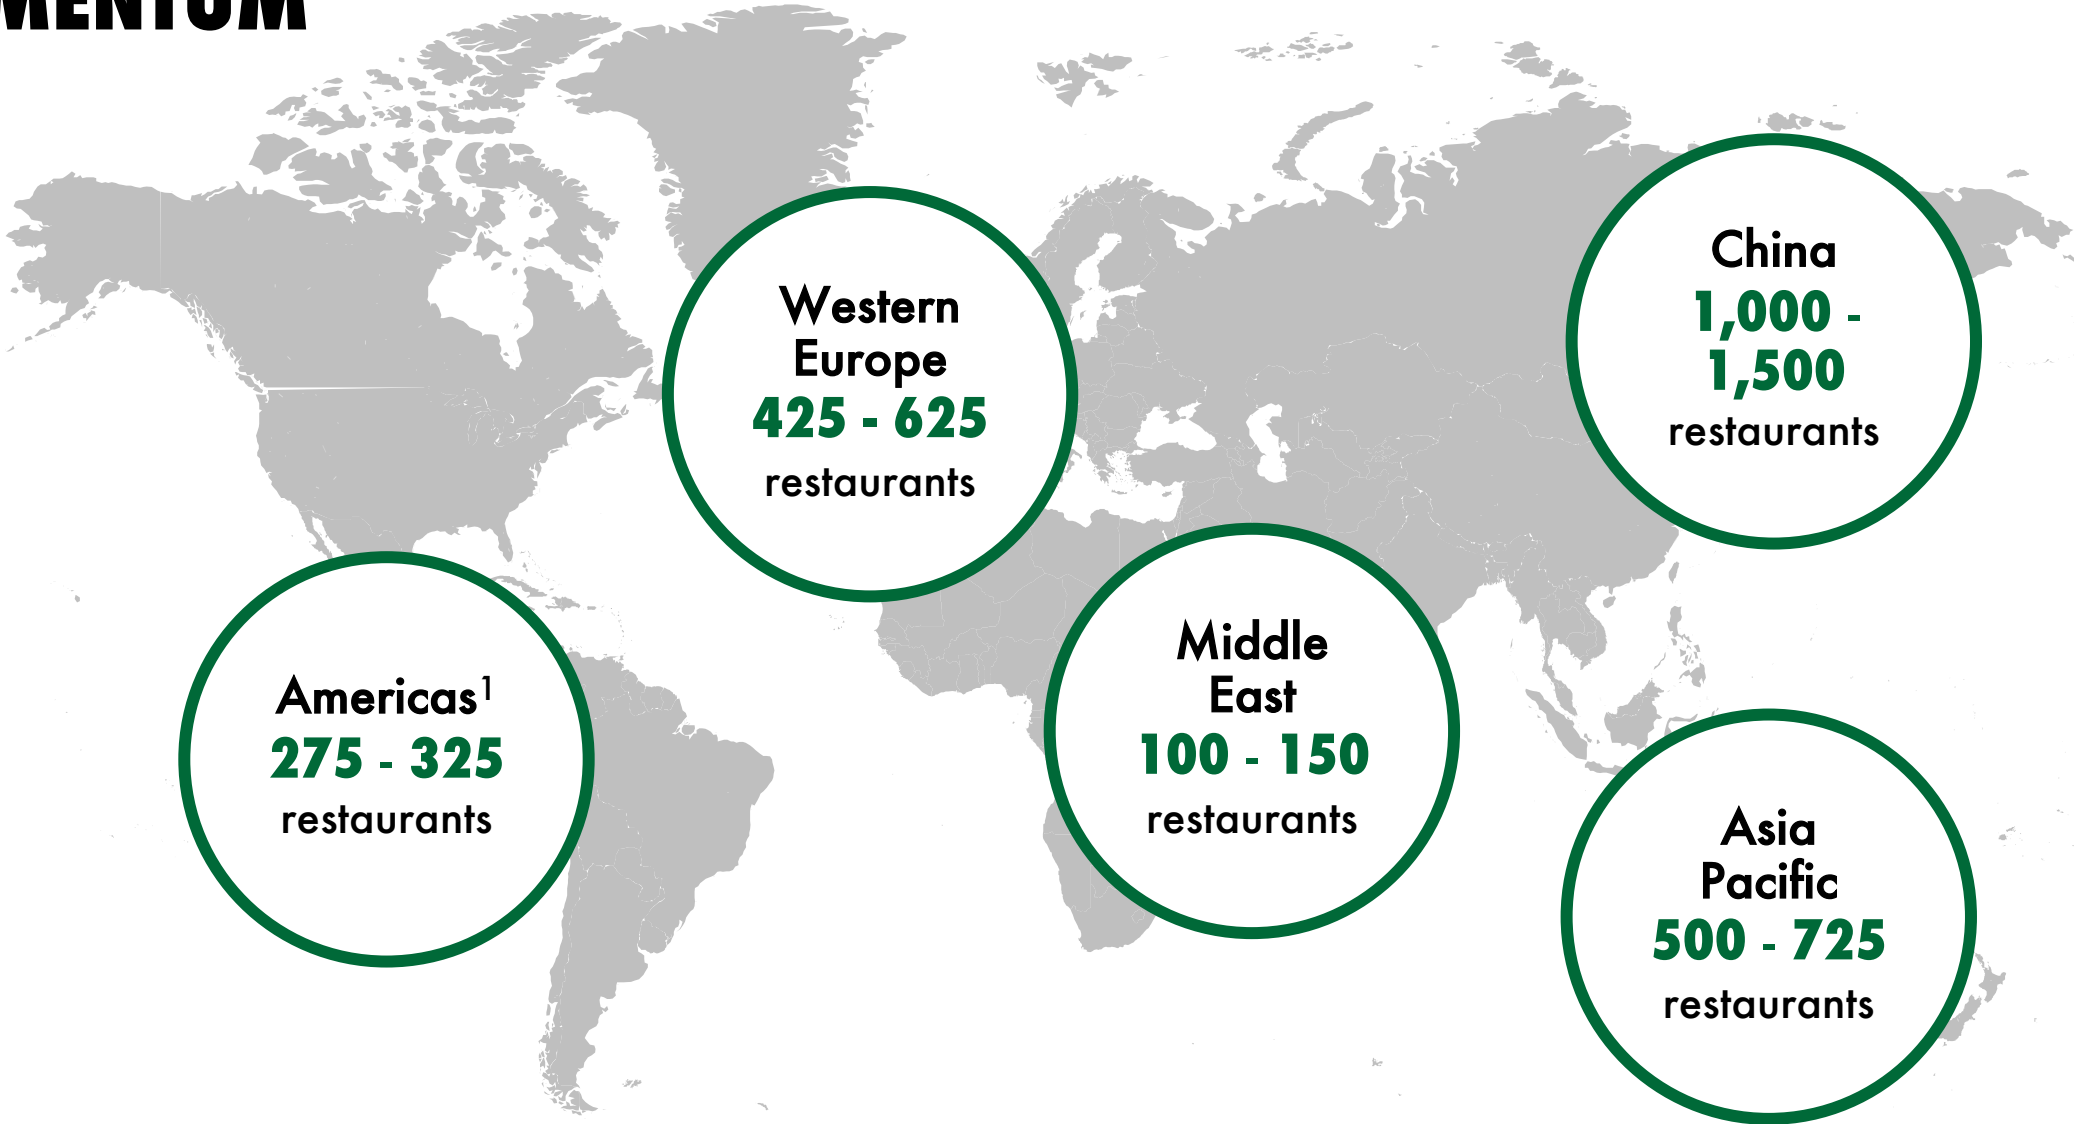 Western
Europe
425 - 625
restaurants
China
1,000 -
1,500
restaurants
Americas¹
275 - 325
restaurants
Middle
East
100 - 150
restaurants
Asia
Pacific
500 - 725
restaurants